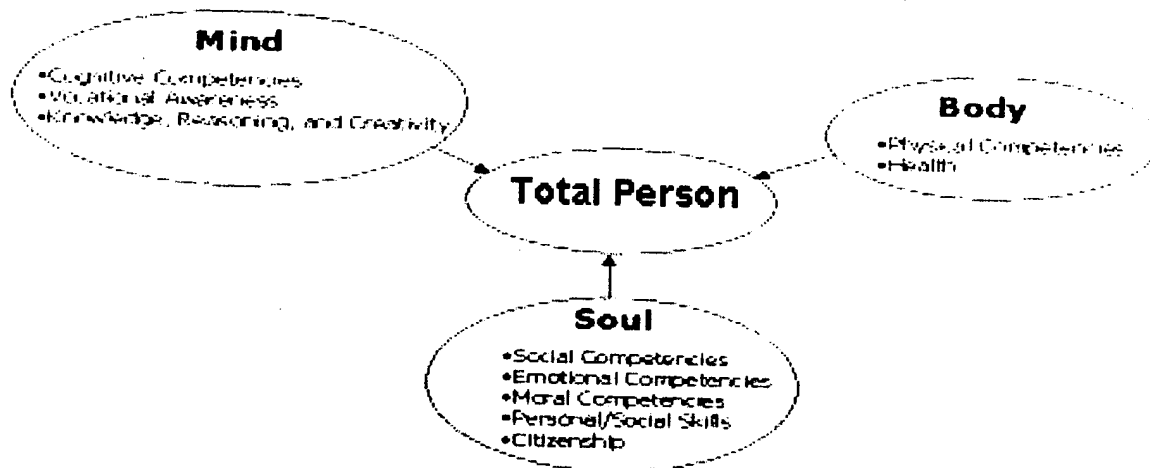 Mind
•Cognitive Competencies
•Vocational Awareness
•Knowledge, Reasoning, and Creativity
Body
•Physical Competencies
•Health
Total Person
Soul
•Social Competencies
•Emotional Competencies
•Moral Competencies
•Personal/Social Skills
•Citizenship